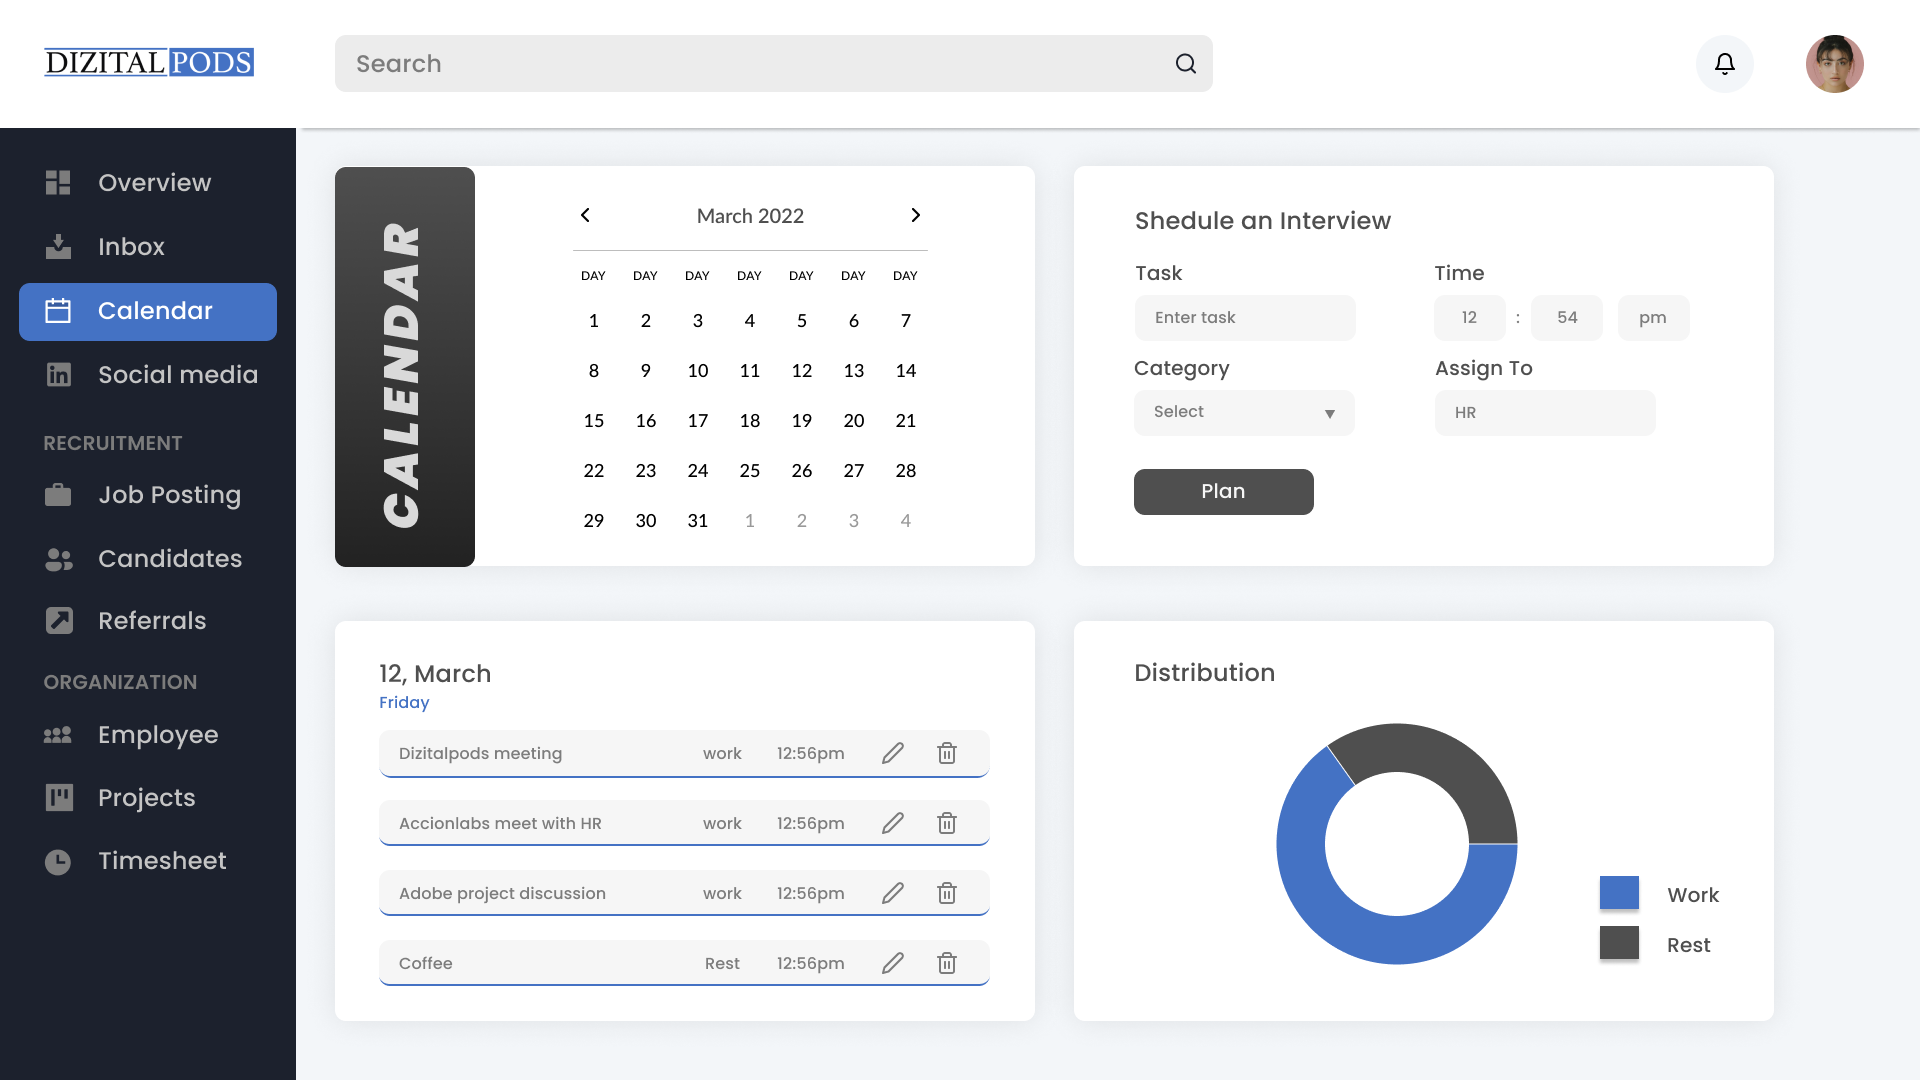 DIZITAL PODS
Search
Overview
Inbox
Calendar
Social media
RECRUITMENT
Job Posting
Candidates
Referrals
ORGANIZATION
Employee
Projects
Timesheet
CALENDAR
March 2022
DAY DAY DAY DAY DAY DAY DAY
1 2 3 4 5 6 7
8 9 10 11 12 13 14
15 16 17 18 19 20 21
22 23 24 25 26 27 28
29 30 31 1 2 3 4
Shedule an Interview
Task Time
Enter task 12 : 54 pm
Category Assign To
Select HR
Plan
12, March
Friday
Dizitalpods meeting work 12:56pm
Accionlabs meet with HR work 12:56pm
Adobe project discussion work 12:56pm
Coffee Rest 12:56pm
Distribution
Work
Rest